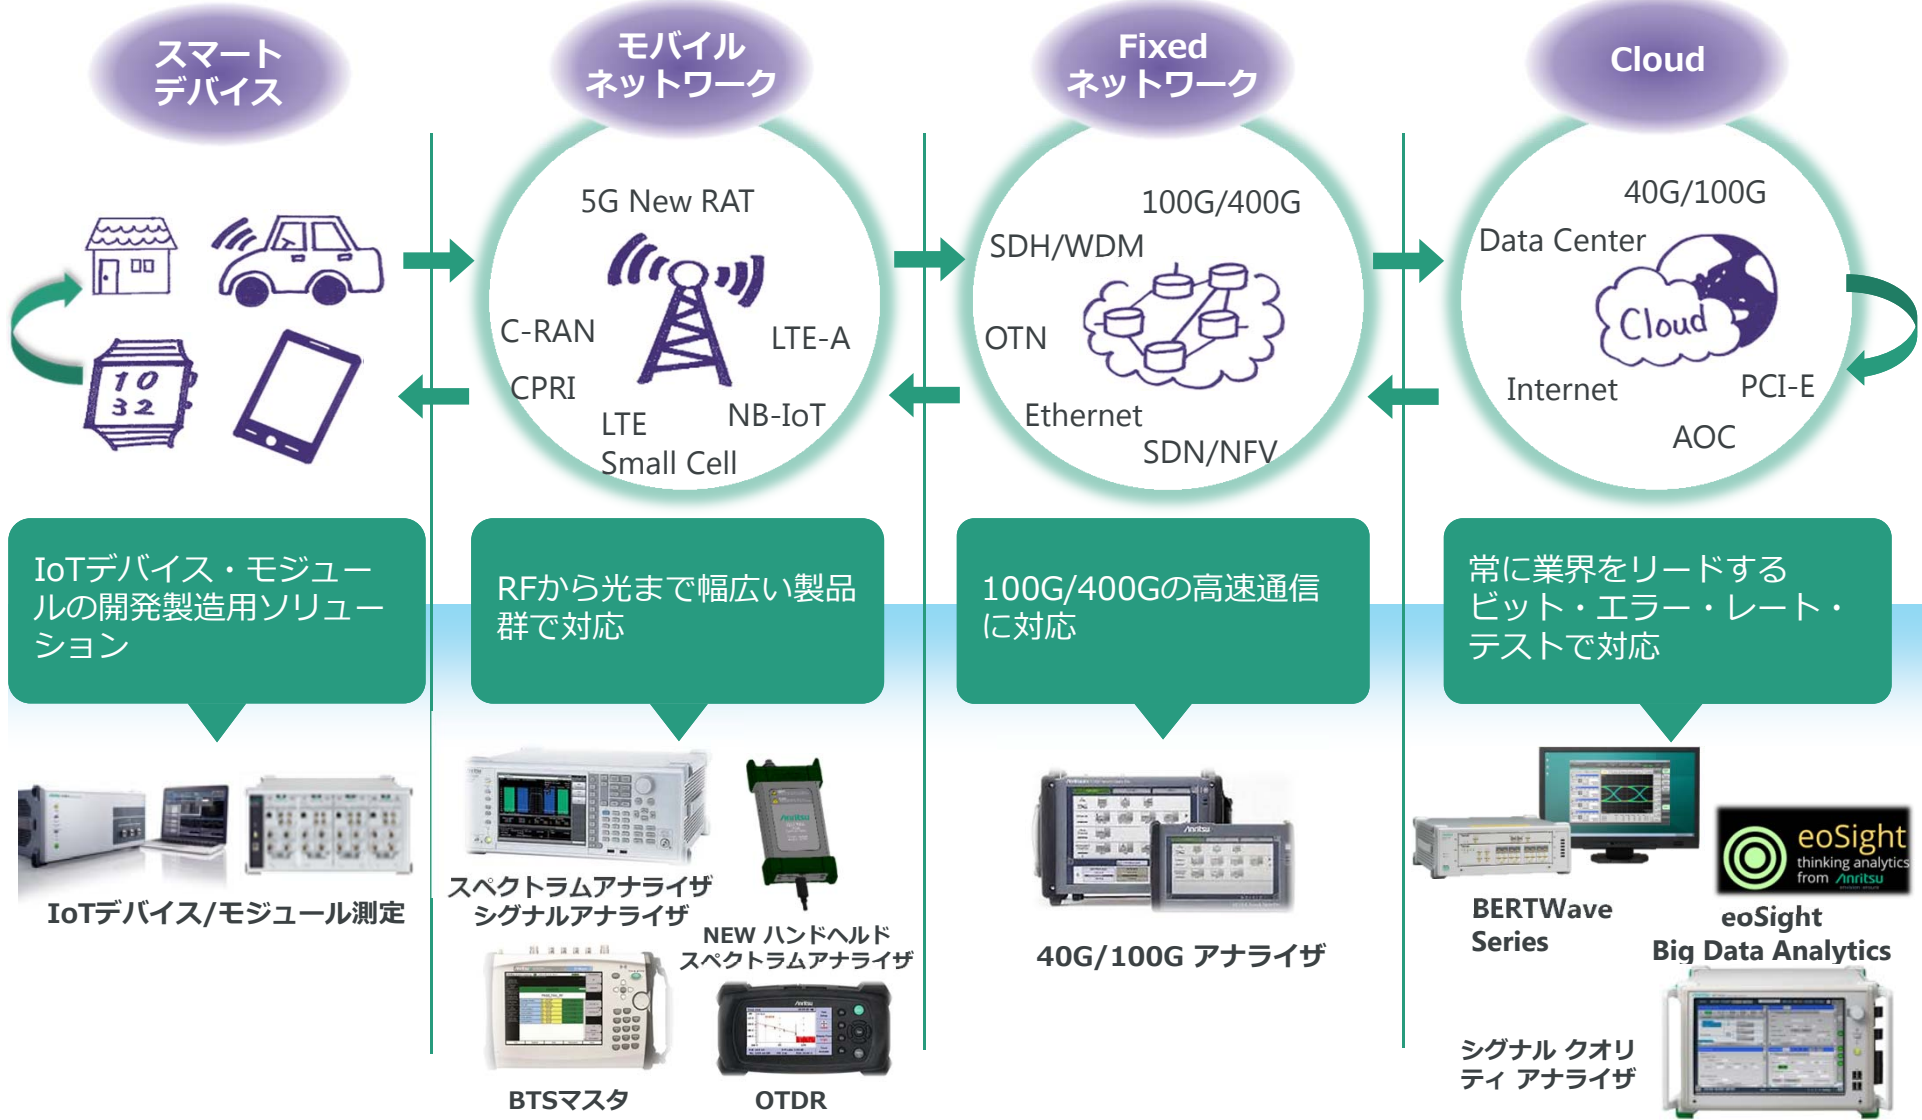 スマート
デバイス
モバイル
ネットワーク
Fixed
ネットワーク
Cloud
10
32
5G New RAT
C-RAN
LTE-A
CPRI
NB-IoT
LTE
Small Cell
100G/400G
SDH/WDM
OTN
Ethernet
SDN/NFV
40G/100G
Data Center
Cloud
Internet
PCI-E
AOC
IoTデバイス・モジュー
ルの開発製造用ソリュー
ション
RFから光まで幅広い製品
群で対応
100G/400Gの高速通信
に対応
常に業界をリードする
ビット・エラー・レート・
テストで対応
IoTデバイス/モジュール測定
Anritsu
スペクトラムアナライザ
シグナルアナライザ
NEW ハンドヘルド
スペクトラムアナライザ
BTSマスタ
Anritsu
OTDR
Anritsu
40G/100G アナライザ
BERTWave
Series
eoSight
thinking analytics
from Anritsu
eoSight
Big Data Analytics
シグナル クオリ
ティ アナライザ